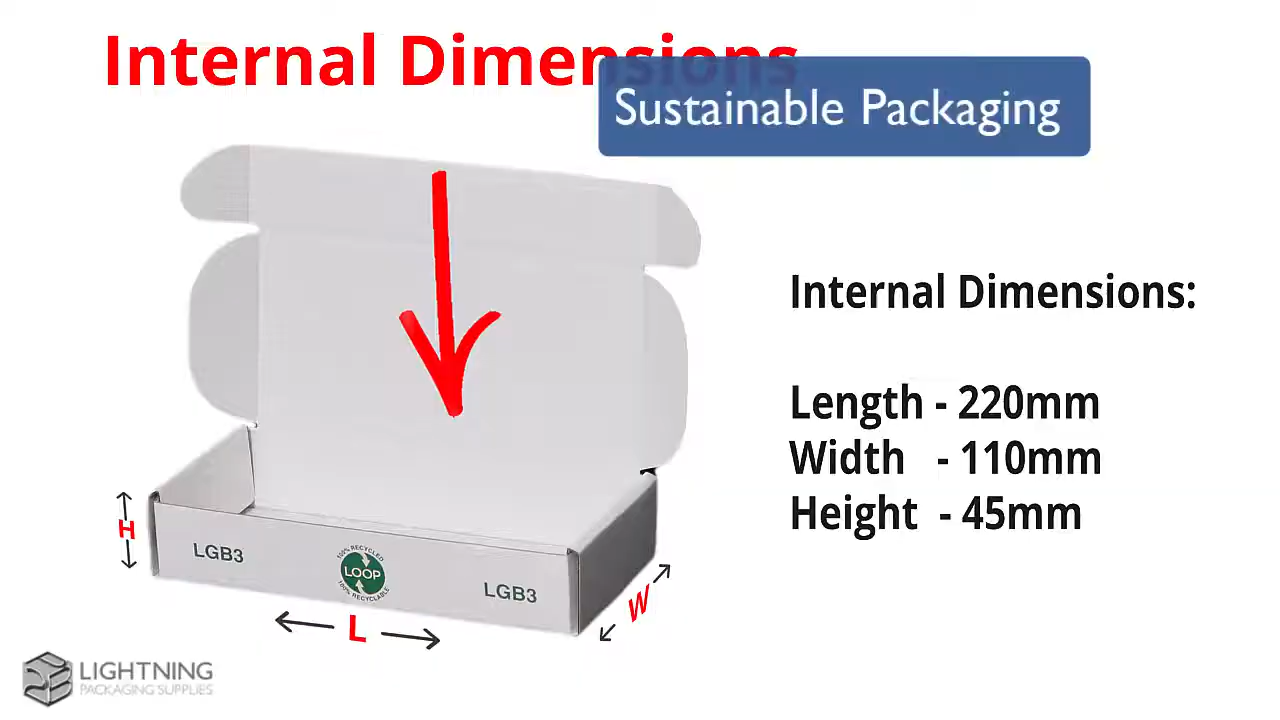 Internal Dimensions
Sustainable Packaging
Internal Dimensions:
Length - 220mm
Width - 110mm
Height - 45mm
H
LGB3
100% RECYCLED
LOOP
100% RECYCLABLE
LGB3
W
L
LIGHTNING
PACKAGING SUPPLIES